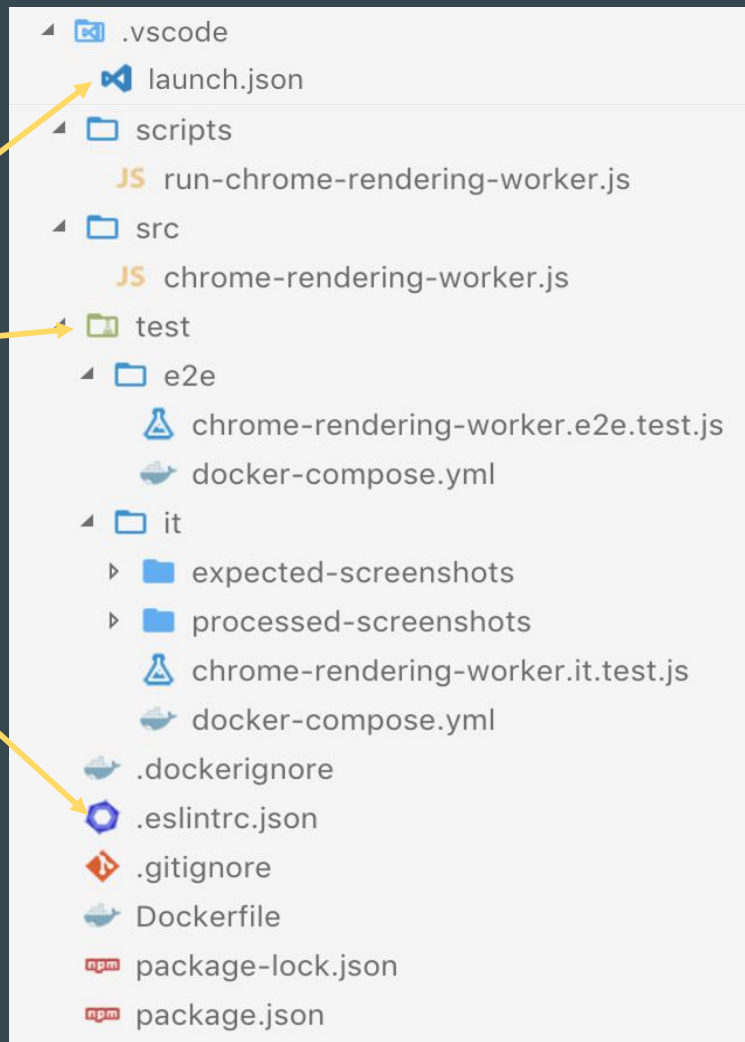 .vscode
launch.json
scripts
JS run-chrome-rendering-worker.js
src
JS chrome-rendering-worker.js
test
e2e
chrome-rendering-worker.e2e.test.js
docker-compose.yml
it
expected-screenshots
processed-screenshots
chrome-rendering-worker.it.test.js
docker-compose.yml
.dockerignore
.eslintrc.json
.gitignore
Dockerfile
npm package-lock.json
npm package.json